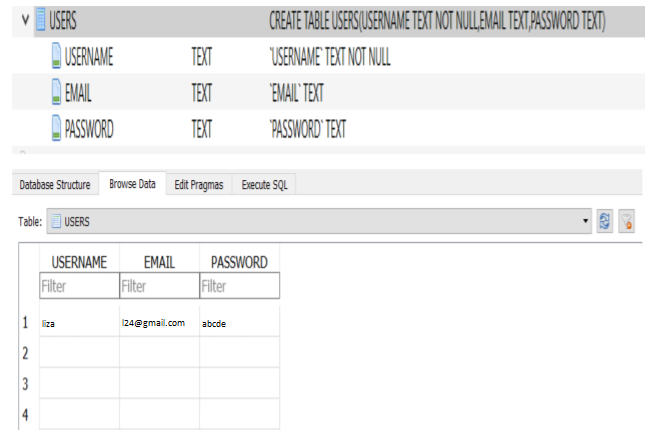 USERS CREATE TABLE USERS(USERNAME TEXT NOT NULL,EMAIL TEXT,PASSWORD TEXT)
USERNAME TEXT `USERNAME` TEXT NOT NULL
EMAIL TEXT `EMAIL` TEXT
PASSWORD TEXT `PASSWORD` TEXT
Database Structure Browse Data Edit Pragmas Execute SQL
Table: USERS
USERNAME EMAIL PASSWORD
Filter Filter Filter
1 liza l24@gmail.com abcde
2
3
4